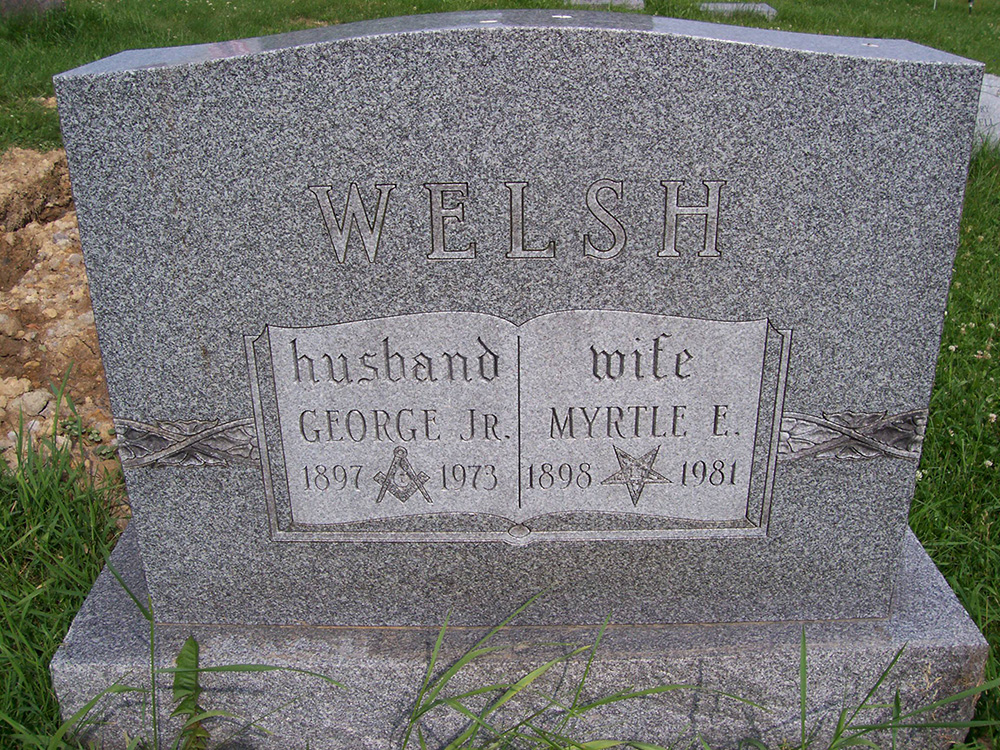 WELSH
husband
GEORGE JR.
1897 1973
wife
MYRTLE E.
1898 1981